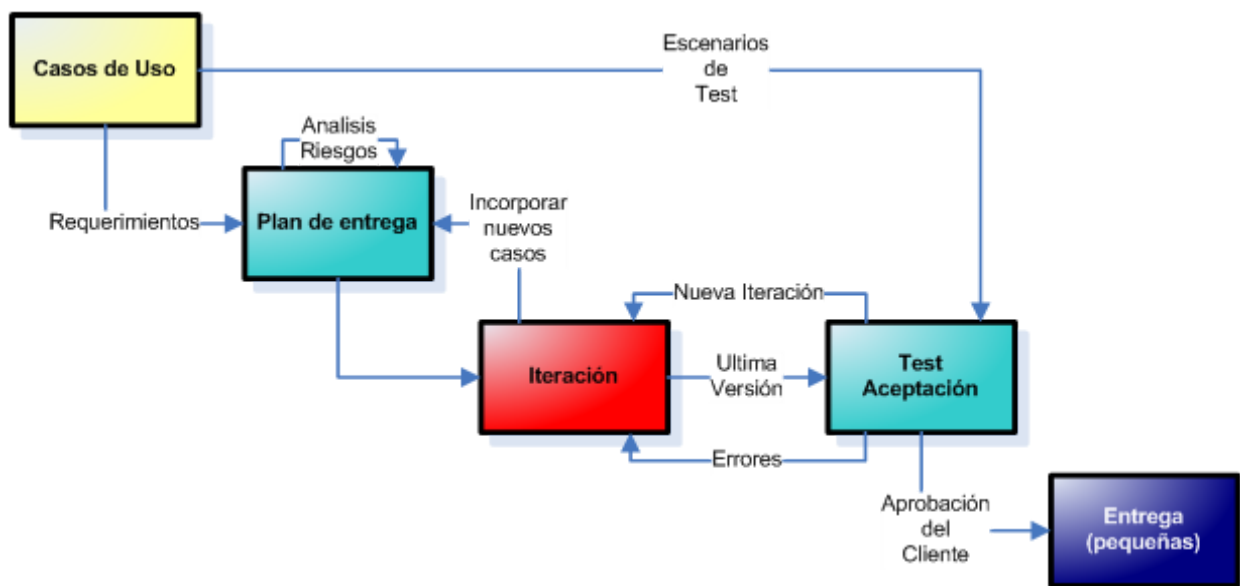 Casos de Uso
Escenarios
de
Test
Analisis
Riesgos
Requerimientos
Plan de entrega
Incorporar
nuevos
casos
Nueva Iteración
Iteración
Ultima
Versión
Test
Aceptación
Errores
Aprobación
del
Cliente
Entrega
(pequeñas)